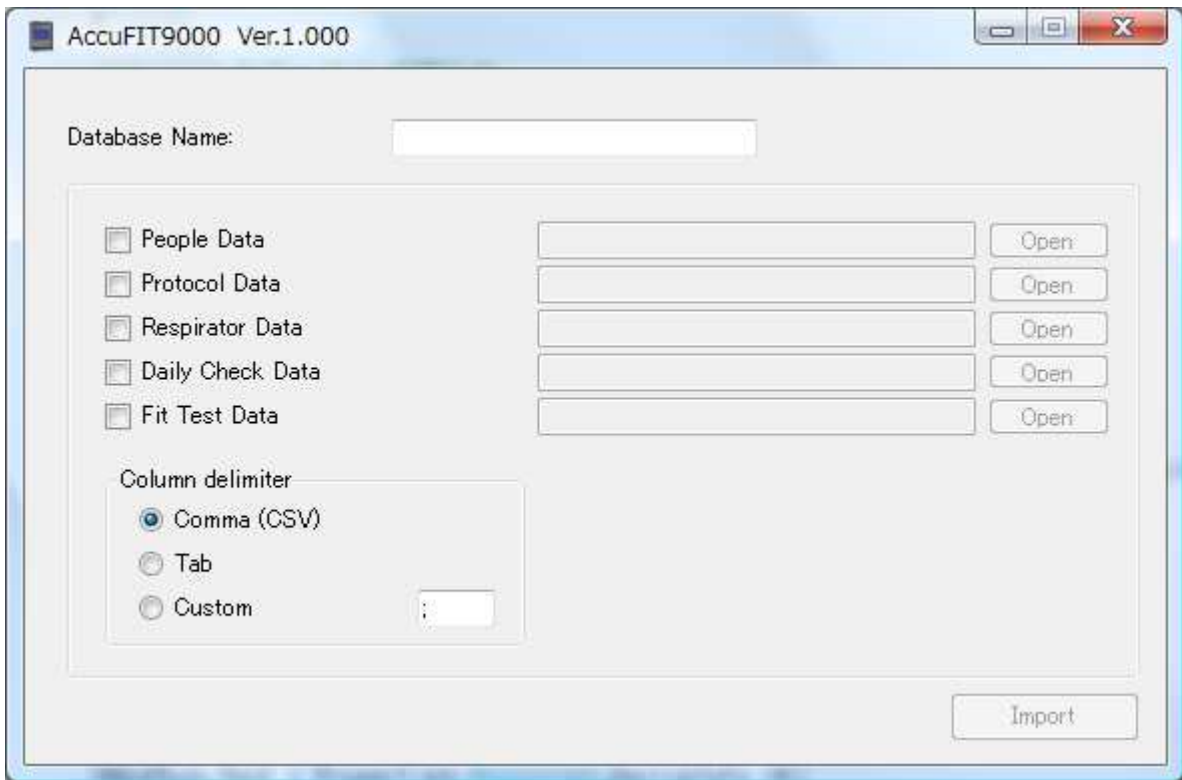 AccuFIT9000 Ver.1.000
Database Name:
People Data Open
Protocol Data Open
Respirator Data Open
Daily Check Data Open
Fit Test Data Open
Column delimiter
Comma (CSV)
Tab
Custom ;
Import